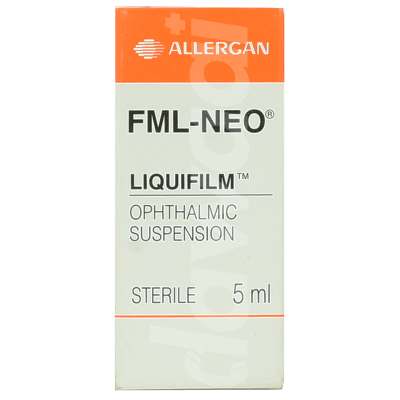 ALLERGAN
FML-NEO®
LIQUIFILM™
OPHTHALMIC
SUSPENSION
STERILE 5 ml